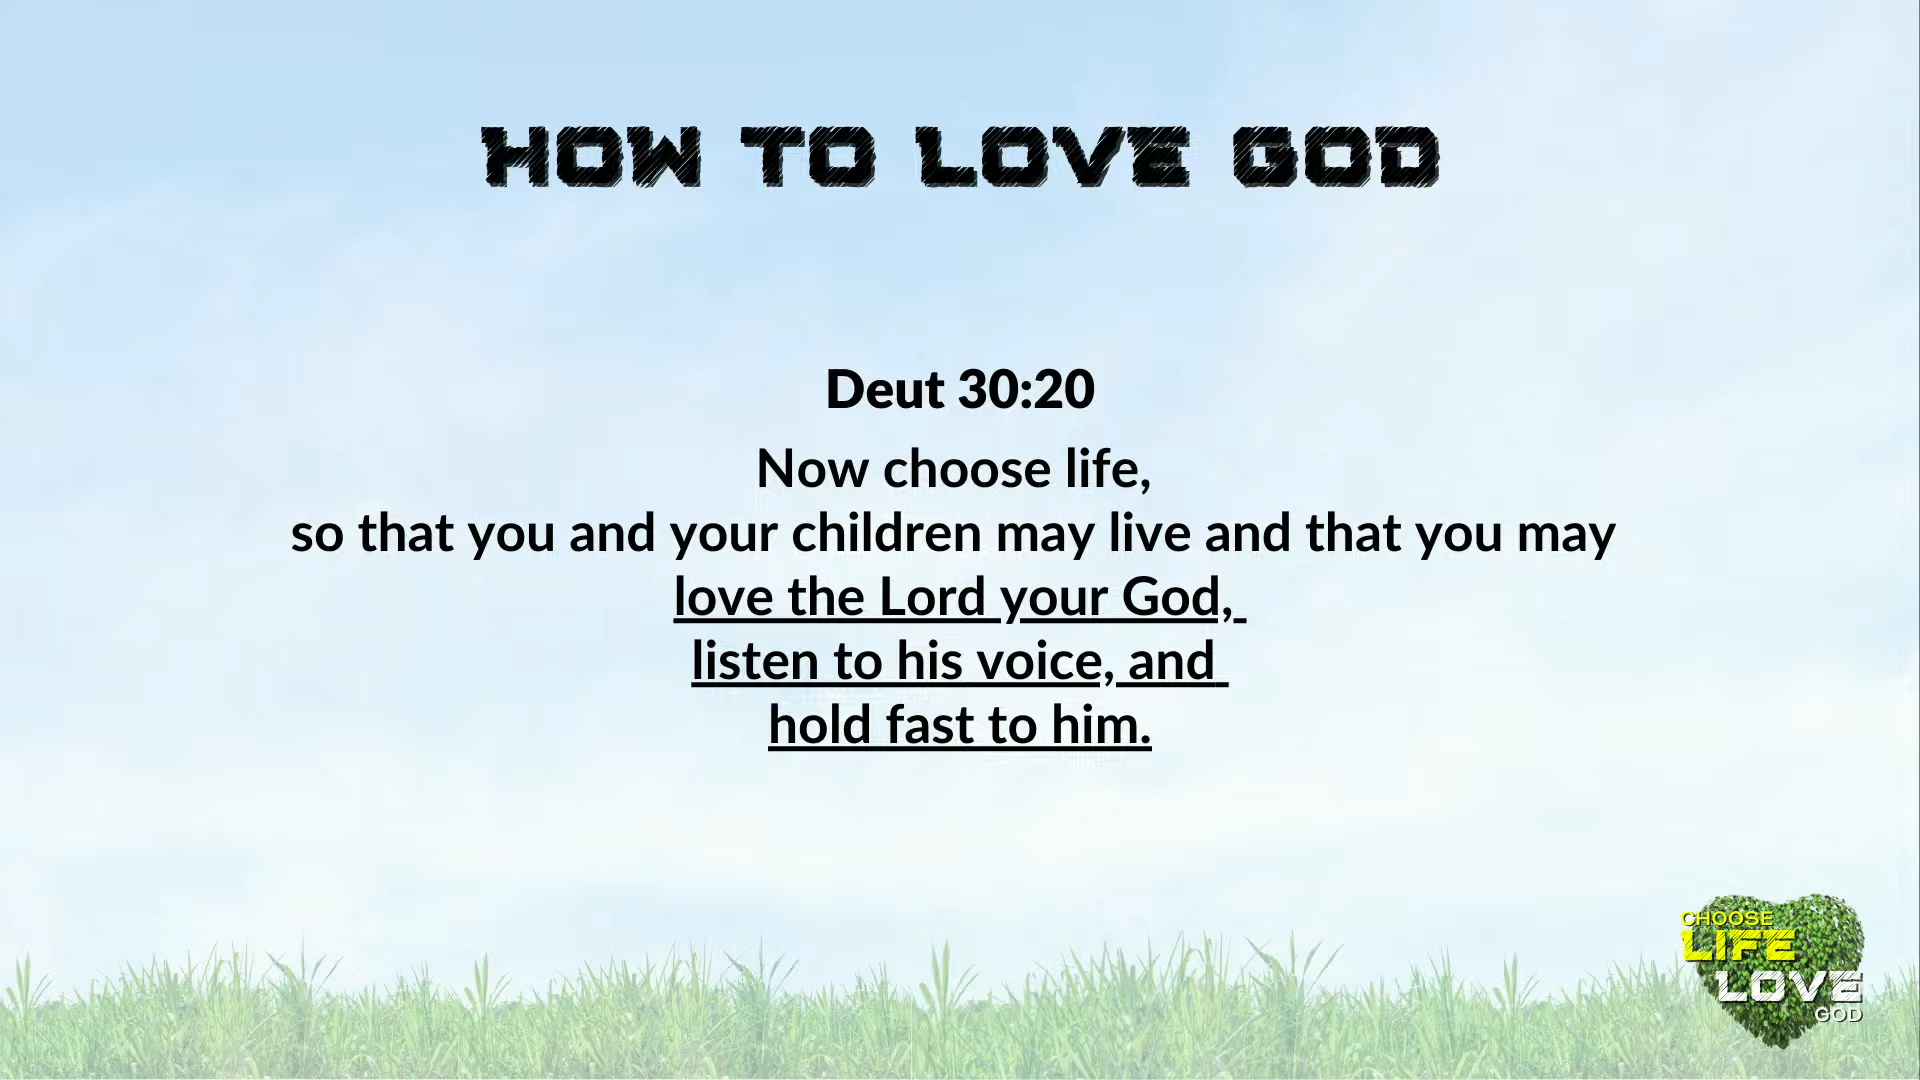 HOW TO LOVE GOD
Deut 30:20
Now choose life,
so that you and your children may live and that you may
love the Lord your God,
listen to his voice, and
hold fast to him.
CHOOSE
LIFE
LOVE
GOD